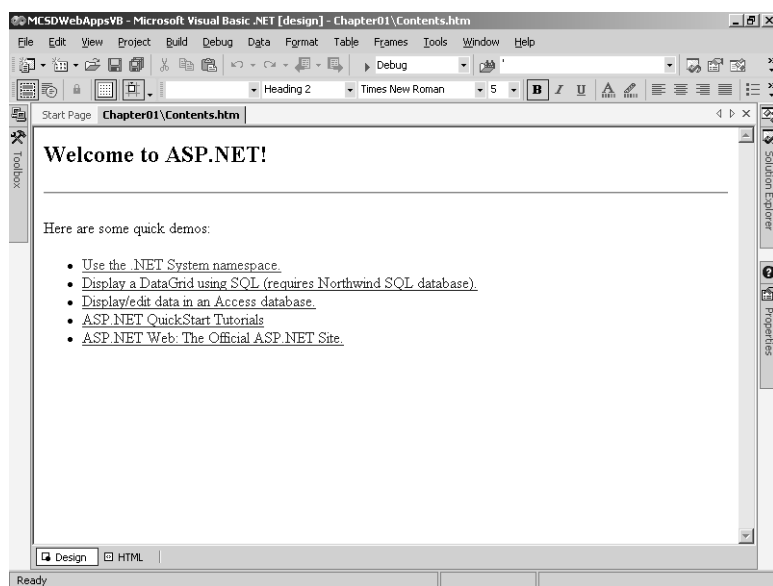 MCSDWebAppsVB - Microsoft Visual Basic .NET [design] - Chapter01\Contents.htm
File Edit View Project Build Debug Data Format Table Frames Tools Window Help
Debug '
Heading 2 Times New Roman 5 B I U A
Start Page Chapter01\Contents.htm
Toolbox
Welcome to ASP.NET!
Here are some quick demos:
• Use the .NET System namespace.
• Display a DataGrid using SQL (requires Northwind SQL database).
• Display/edit data in an Access database.
• ASP.NET QuickStart Tutorials
• ASP.NET Web: The Official ASP.NET Site.
Solution Explorer
Properties
Design HTML
Ready